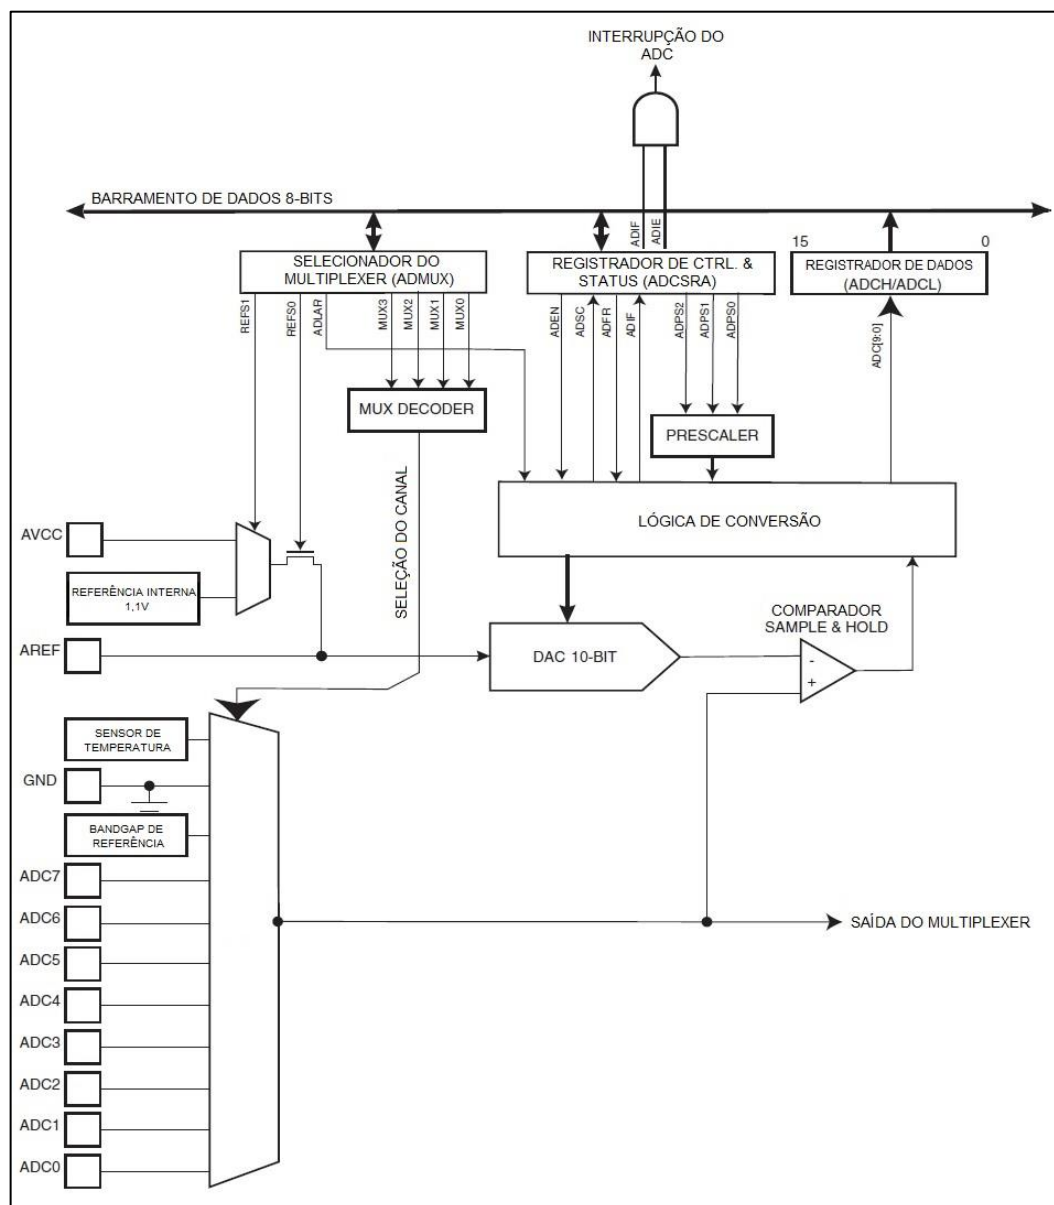 INTERRUPÇÃO DO
ADC
BARRAMENTO DE DADOS 8-BITS
ADIF
ADIE
15
0
SELECIONADOR DO
MULTIPLEXER (ADMUX)
REGISTRADOR DE CTRL. &
STATUS (ADCSRA)
REGISTRADOR DE DADOS
(ADCH/ADCL)
REFS1
REFS0
ADLAR
MUX3
MUX2
MUX1
MUX0
ADEN
ADSC
ADFR
ADIF
ADPS2
ADPS1
ADPS0
ADC[9:0]
MUX DECODER
PRESCALER
SELEÇÃO DO CANAL
LÓGICA DE CONVERSÃO
AVCC
REFERÊNCIA INTERNA
1,1V
AREF
COMPARADOR
SAMPLE & HOLD
DAC 10-BIT
-
+
SENSOR DE
TEMPERATURA
GND
BANDGAP DE
REFERÊNCIA
ADC7
ADC6
SAÍDA DO MULTIPLEXER
ADC5
ADC4
ADC3
ADC2
ADC1
ADC0